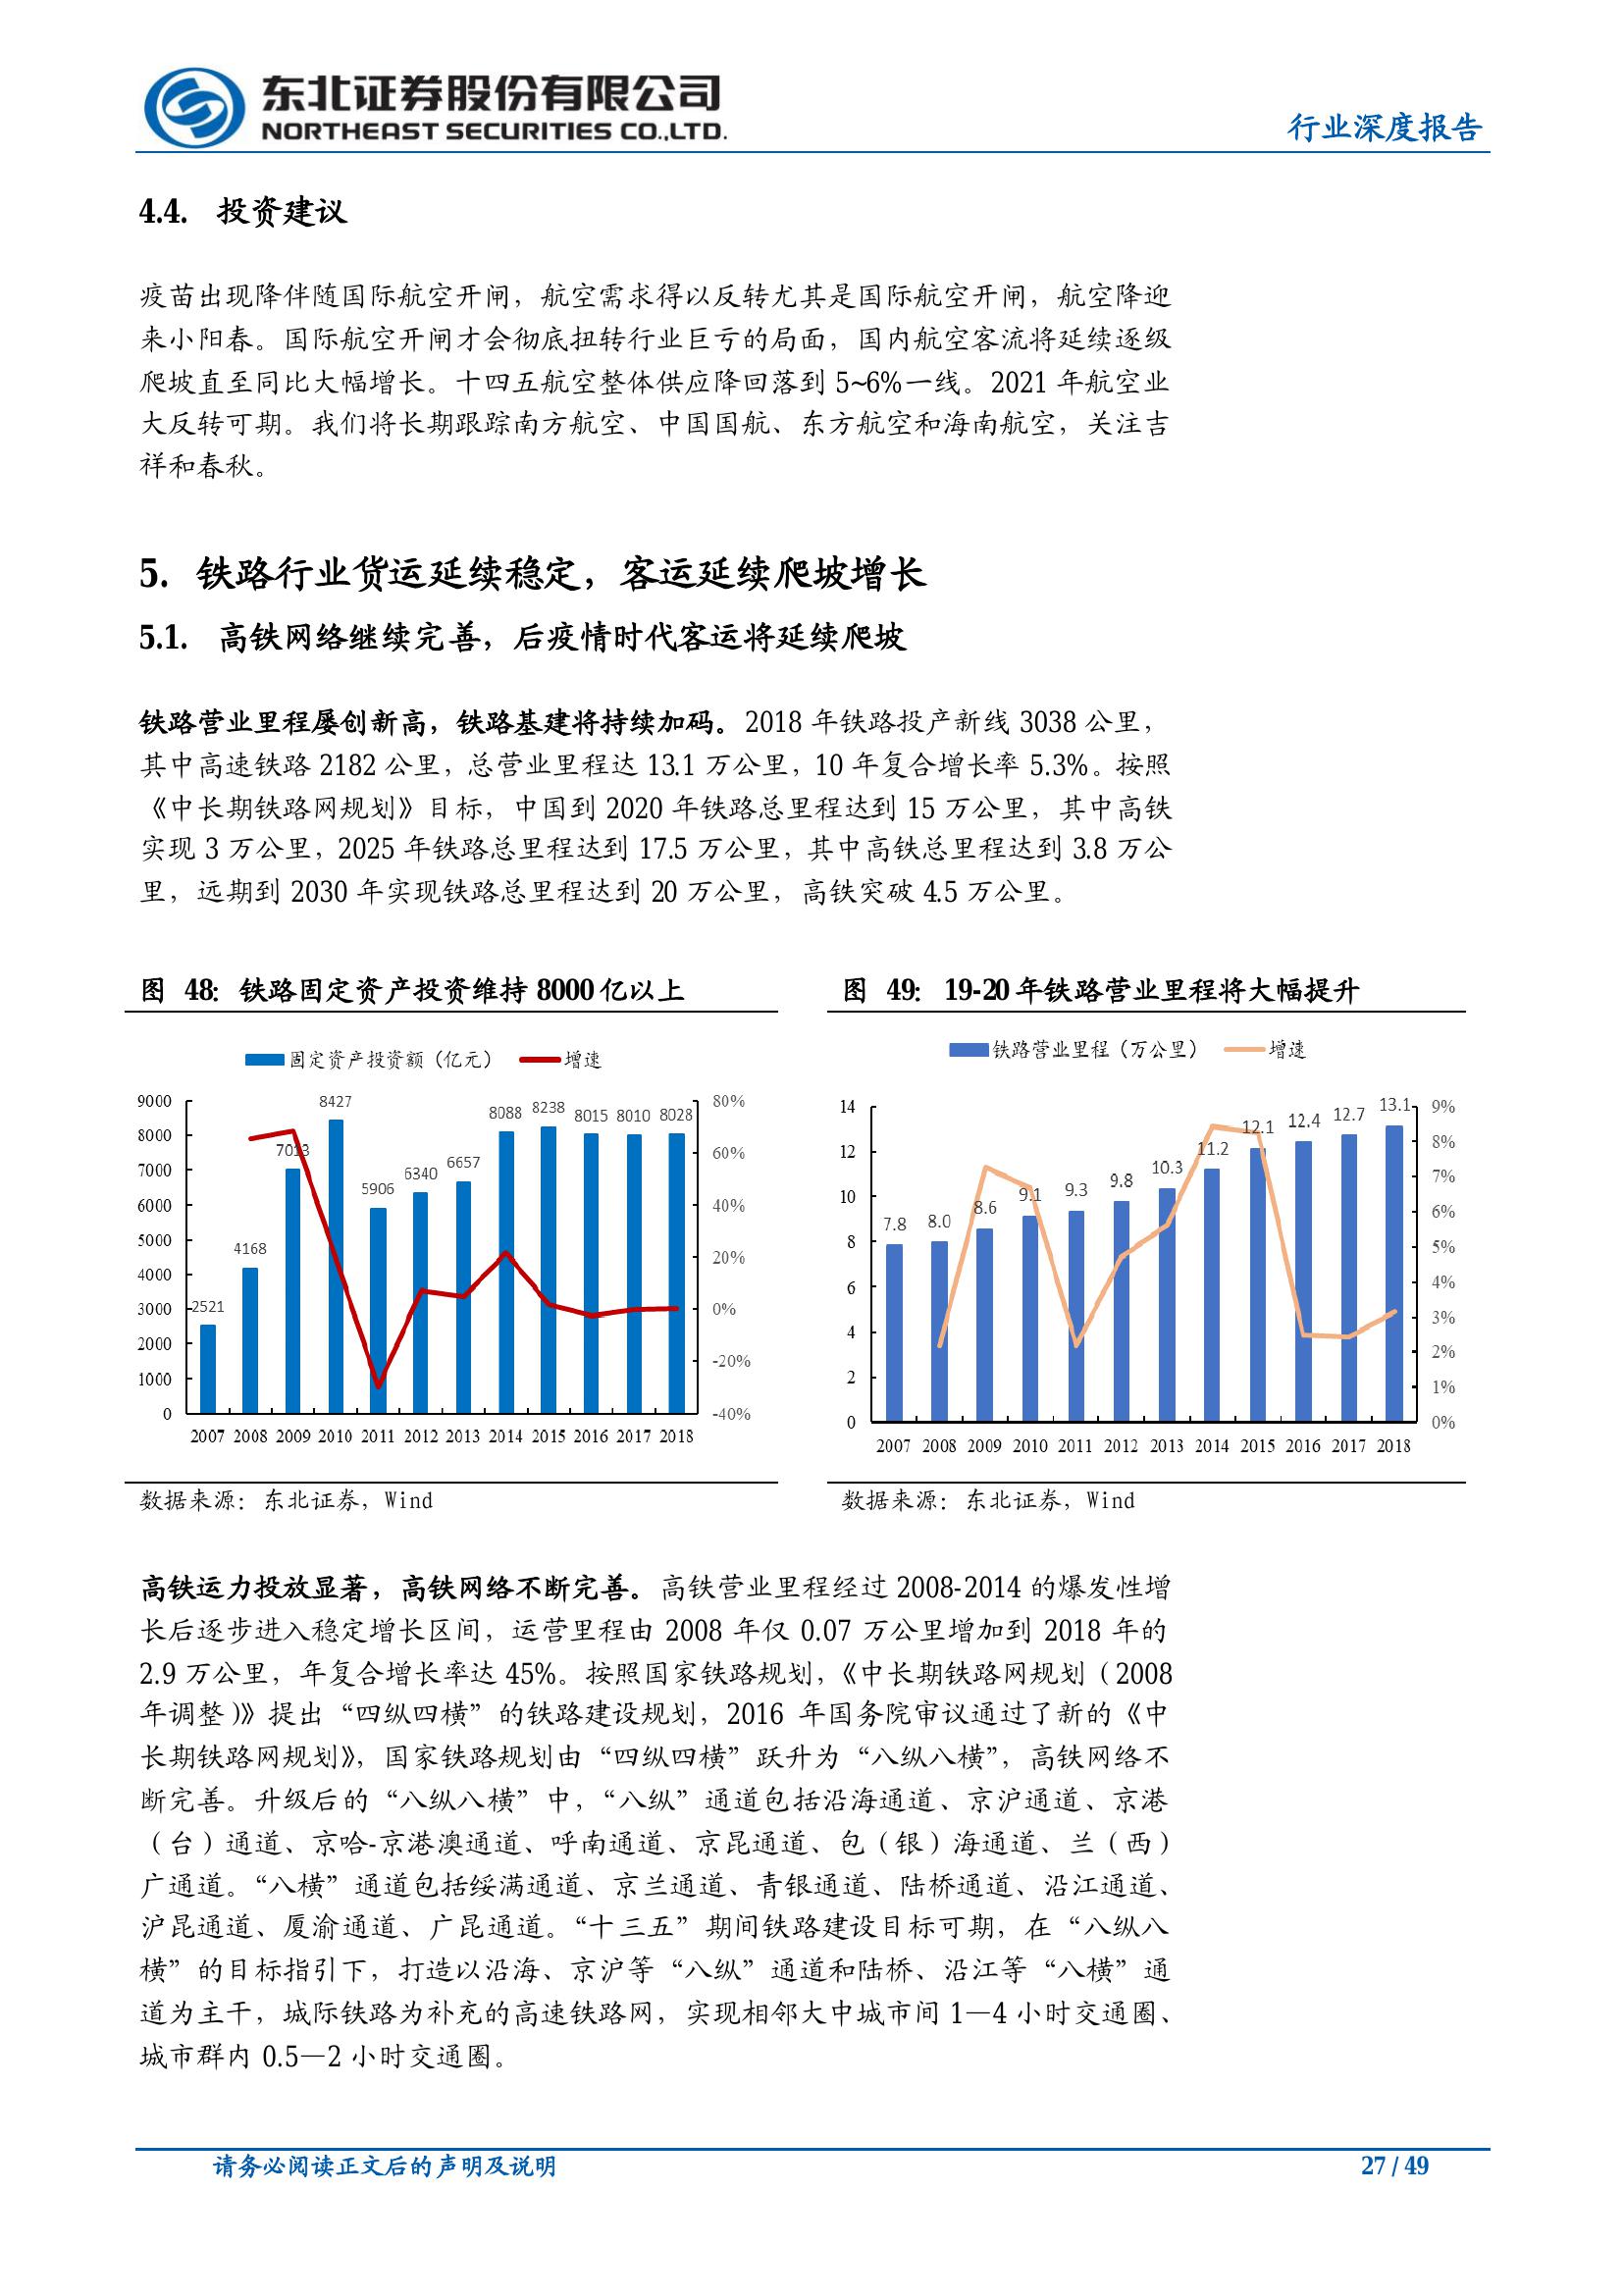 东北证券股份有限公司
NORTHEAST SECURITIES CO.,LTD.
行业深度报告
4.4. 投资建议
疫苗出现降伴随国际航空开闸，航空需求得以反转尤其是国际航空开闸，航空降迎
来小阳春。国际航空开闸才会彻底扭转行业巨亏的局面，国内航空客流将延续逐级
爬坡直至同比大幅增长。十四五航空整体供应降回落到 5~6%一线。2021 年航空业
大反转可期。我们将长期跟踪南方航空、中国国航、东方航空和海南航空，关注吉
祥和春秋。
5. 铁路行业货运延续稳定，客运延续爬坡增长
5.1. 高铁网络继续完善，后疫情时代客运将延续爬坡
铁路营业里程屡创新高，铁路基建将持续加码。2018 年铁路投产新线 3038 公里，
其中高速铁路 2182 公里，总营业里程达 13.1 万公里，10 年复合增长率 5.3%。按照
《中长期铁路网规划》目标，中国到 2020 年铁路总里程达到 15 万公里，其中高铁
实现 3 万公里，2025 年铁路总里程达到 17.5 万公里，其中高铁总里程达到 3.8 万公
里，远期到 2030 年实现铁路总里程达到 20 万公里，高铁突破 4.5 万公里。
图 48：铁路固定资产投资维持 8000 亿以上
固定资产投资额（亿元） 增速
9000 8000 7000 6000 5000 4000 3000 2000 1000 0
2521 4168 7013 8427 5906 6340 6657 8088 8238 8015 8010 8028
80% 60% 40% 20% 0% -20% -40%
2007 2008 2009 2010 2011 2012 2013 2014 2015 2016 2017 2018
数据来源：东北证券，Wind
图 49： 19-20 年铁路营业里程将大幅提升
铁路营业里程（万公里） 增速
14 12 10 8 6 4 2 0
7.8 8.0 8.6 9.1 9.3 9.8 10.3 11.2 12.1 12.4 12.7 13.1
9% 8% 7% 6% 5% 4% 3% 2% 1% 0%
2007 2008 2009 2010 2011 2012 2013 2014 2015 2016 2017 2018
数据来源：东北证券，Wind
高铁运力投放显著，高铁网络不断完善。高铁营业里程经过 2008-2014 的爆发性增
长后逐步进入稳定增长区间，运营里程由 2008 年仅 0.07 万公里增加到 2018 年的
2.9 万公里，年复合增长率达 45%。按照国家铁路规划，《中长期铁路网规划（2008
年调整）》提出“四纵四横”的铁路建设规划，2016 年国务院审议通过了新的《中
长期铁路网规划》，国家铁路规划由“四纵四横”跃升为“八纵八横”，高铁网络不
断完善。升级后的“八纵八横”中，“八纵”通道包括沿海通道、京沪通道、京港
（台）通道、京哈-京港澳通道、呼南通道、京昆通道、包（银）海通道、兰（西）
广通道。“八横”通道包括绥满通道、京兰通道、青银通道、陆桥通道、沿江通道、
沪昆通道、厦渝通道、广昆通道。“十三五”期间铁路建设目标可期，在“八纵八
横”的目标指引下，打造以沿海、京沪等“八纵”通道和陆桥、沿江等“八横”通
道为主干，城际铁路为补充的高速铁路网，实现相邻大中城市间 1—4 小时交通圈、
城市群内 0.5—2 小时交通圈。
请务必阅读正文后的声明及说明
27 / 49